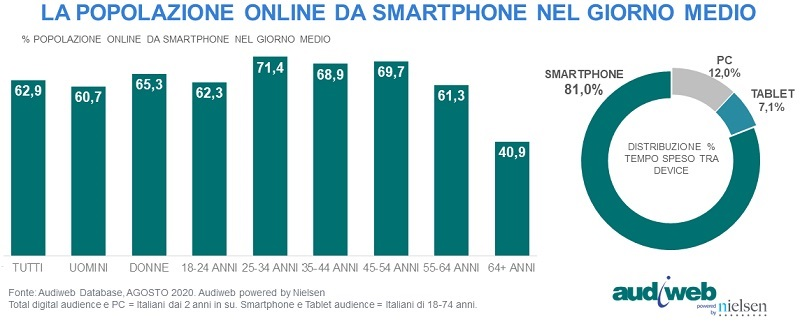 LA POPOLAZIONE ONLINE DA SMARTPHONE NEL GIORNO MEDIO
% POPOLAZIONE ONLINE DA SMARTPHONE NEL GIORNO MEDIO
62,9
60,7
65,3
62,3
71,4
68,9
69,7
61,3
40,9
TUTTI
UOMINI
DONNE
18-24 ANNI
25-34 ANNI
35-44 ANNI
45-54 ANNI
55-64 ANNI
64+ ANNI
SMARTPHONE
81,0%
PC
12,0%
TABLET
7,1%
DISTRIBUZIONE %
TEMPO SPESO TRA
DEVICE
Fonte: Audiweb Database, AGOSTO 2020. Audiweb powered by Nielsen
Total digital audience e PC = Italiani dai 2 anni in su. Smartphone e Tablet audience = Italiani di 18-74 anni.
audiweb
powered by nielsen